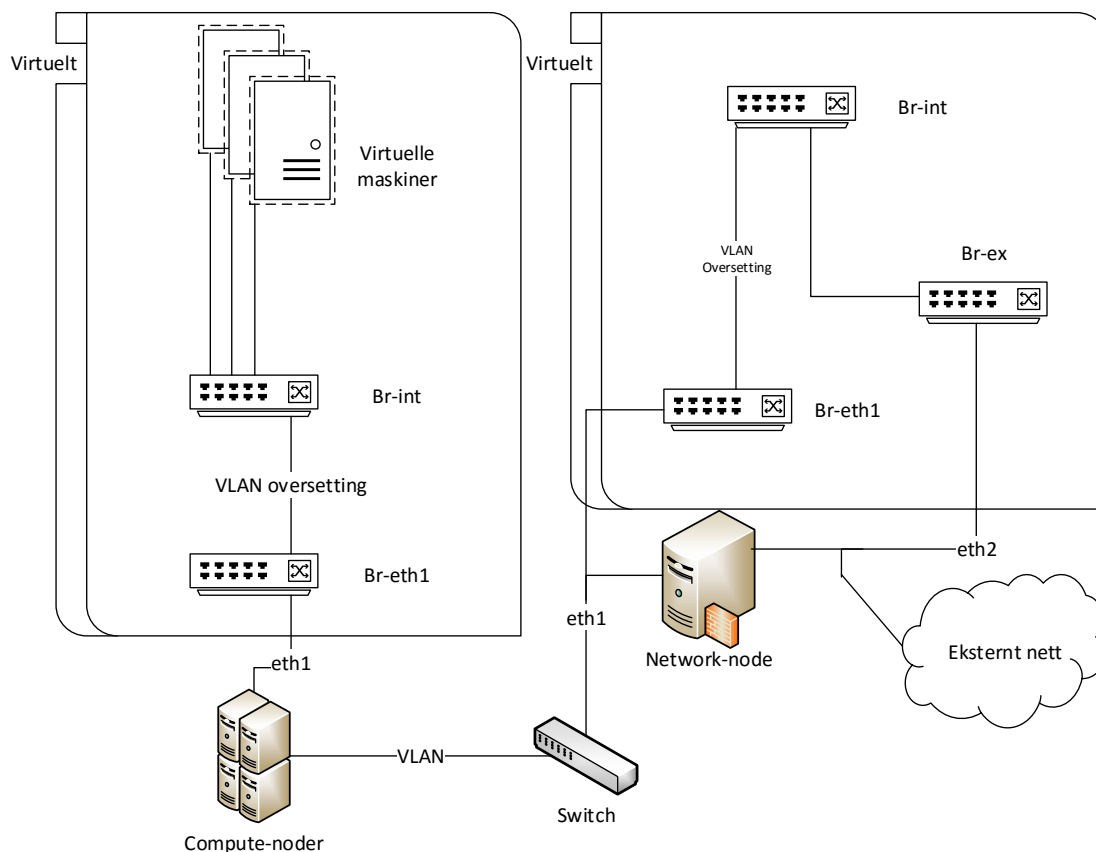 Virtuelt
Virtuelle
maskiner
Br-int
VLAN oversetting
Br-eth1
eth1
Compute-noder
VLAN
Switch
Virtuelt
Br-int
VLAN
Oversetting
Br-ex
Br-eth1
eth1
Network-node
eth2
Eksternt nett